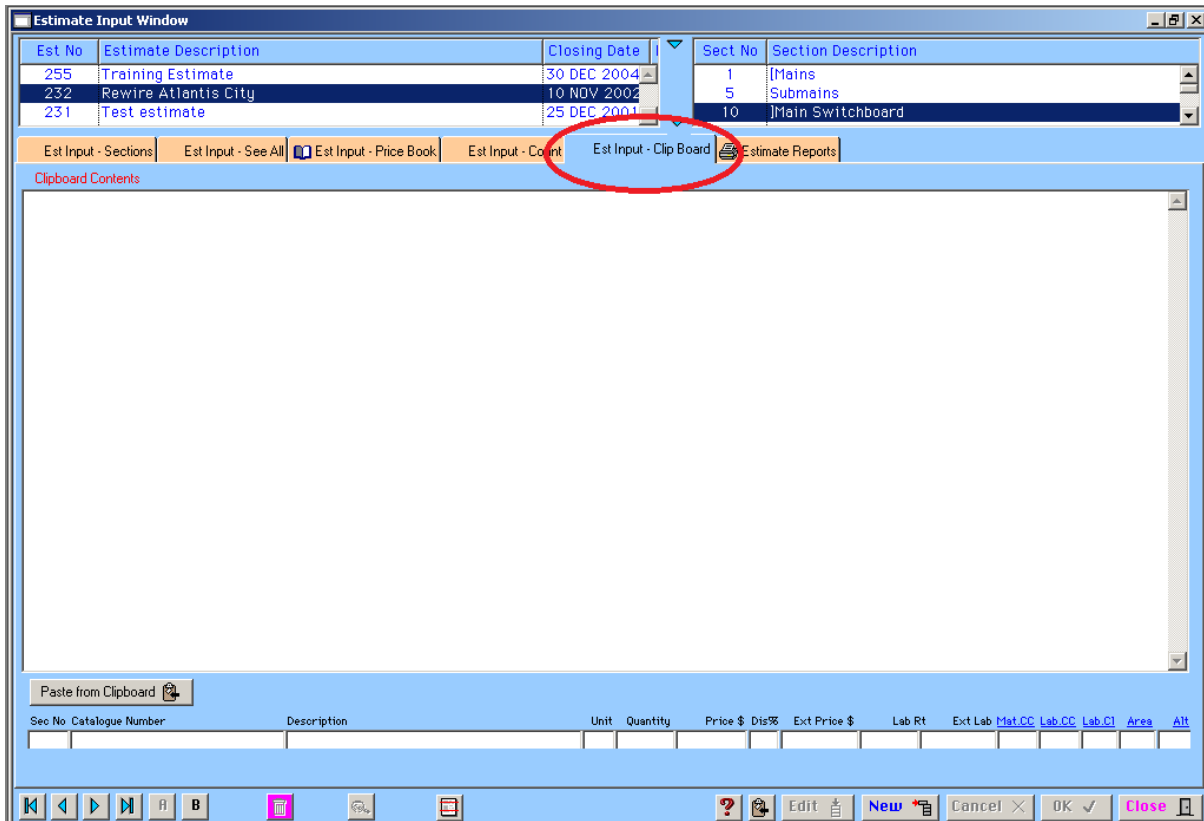 Estimate Input Window
Est No Estimate Description Closing Date
255 Training Estimate 30 DEC 2004
232 Rewire Atlantis City 10 NOV 2002
231 Test estimate 25 DEC 2001
Sect No Section Description
1 [Mains
5 Submains
10 ]Main Switchboard
Est Input - Sections Est Input - See All Est Input - Price Book Est Input - Count Est Input - Clip Board Estimate Reports
Clipboard Contents
Paste from Clipboard
Sec No Catalogue Number Description Unit Quantity Price $ Dis% Ext Price $ Lab Rt Ext Lab Mat.CC Lab.CC Lab.Cl Area Alt
A B ? Edit New Cancel OK Close